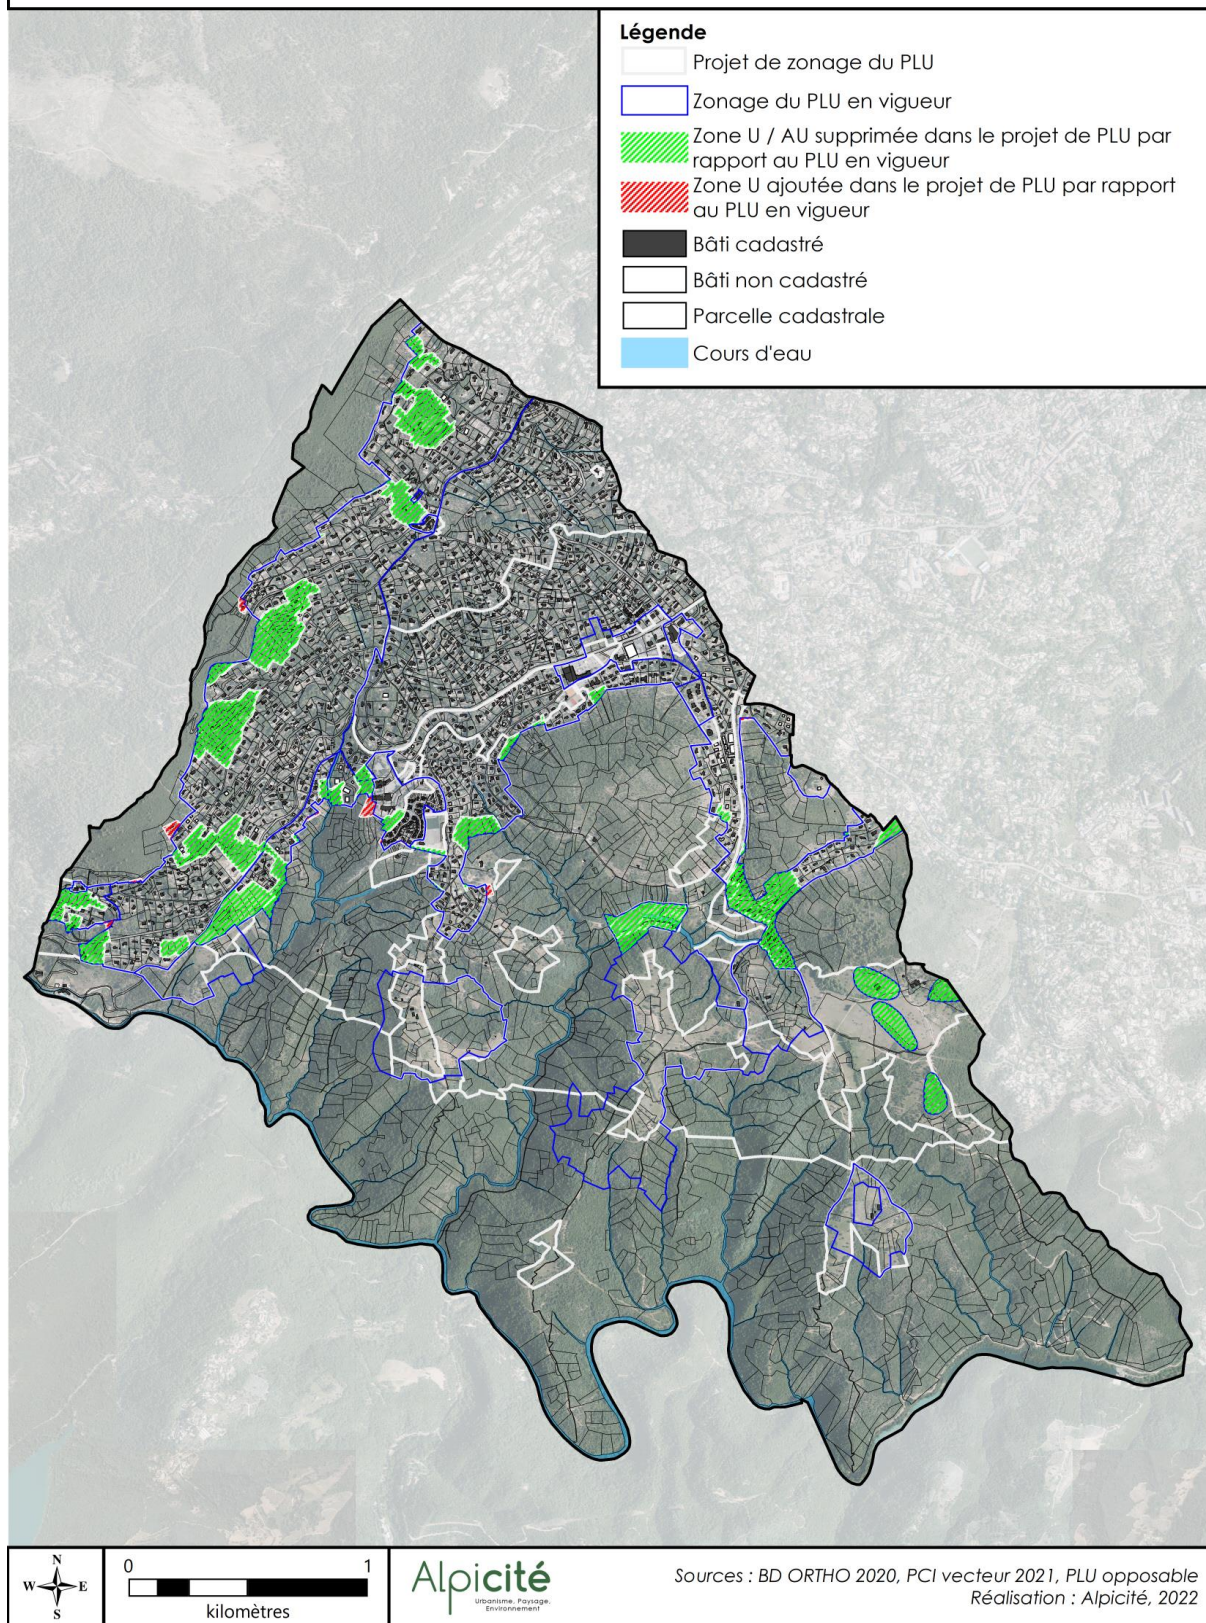 Légende
Projet de zonage du PLU
Zonage du PLU en vigueur
Zone U / AU supprimée dans le projet de PLU par
rapport au PLU en vigueur
Zone U ajoutée dans le projet de PLU par rapport
au PLU en vigueur
Bâti cadastré
Bâti non cadastré
Parcelle cadastrale
Cours d'eau
N
W E
S
0 1
kilomètres
Alpicité
Urbanisme, Paysage,
Environnement
Sources : BD ORTHO 2020, PCI vecteur 2021, PLU opposable
Réalisation : Alpicité, 2022